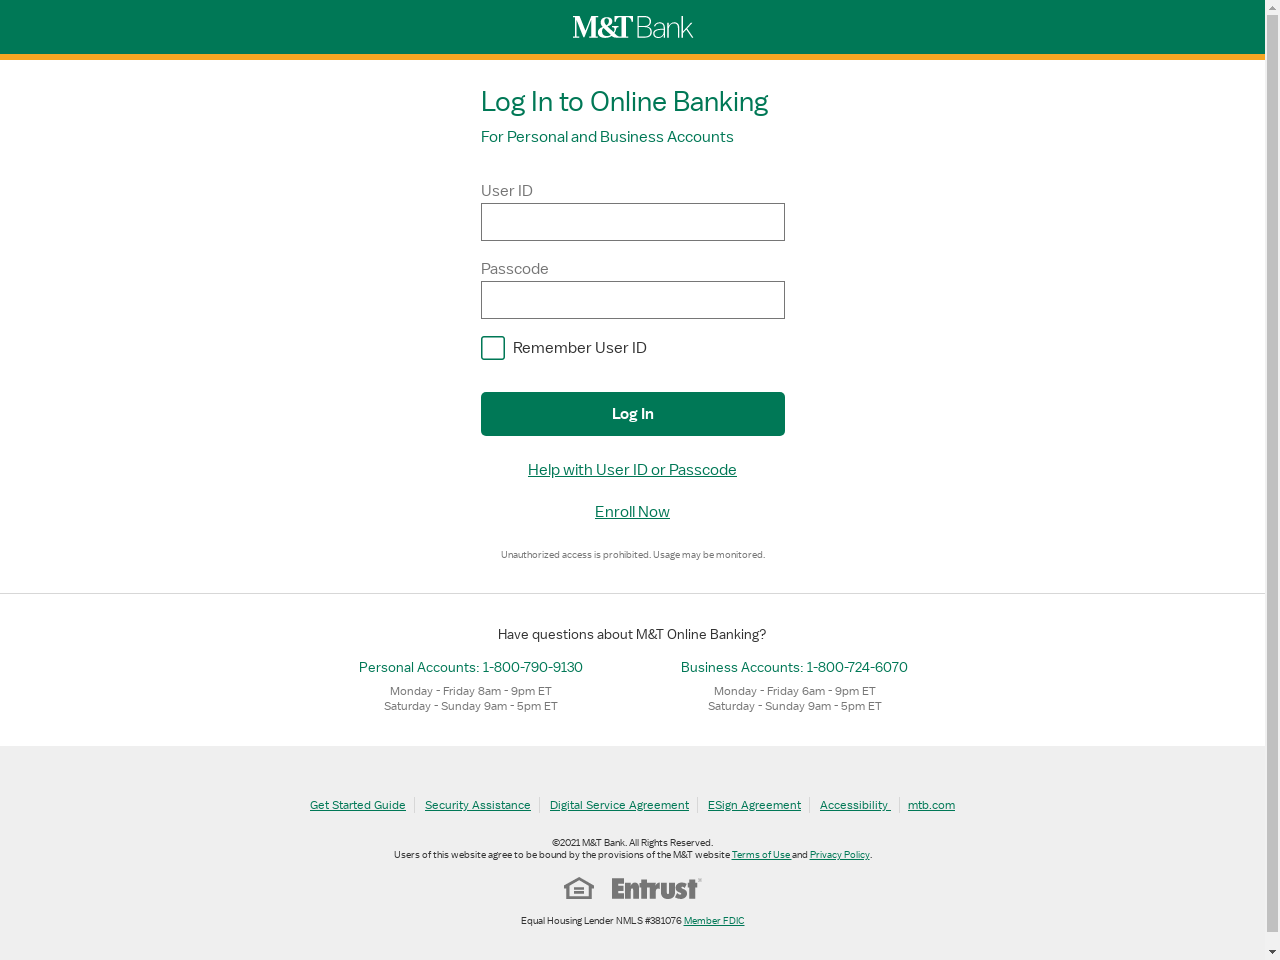 M&T Bank
Log In to Online Banking
For Personal and Business Accounts
User ID
Passcode
Remember User ID
Log In
Help with User ID or Passcode
Enroll Now
Unauthorized access is prohibited. Usage may be monitored.
Have questions about M&T Online Banking?
Personal Accounts: 1-800-790-9130
Monday - Friday 8am - 9pm ET
Saturday - Sunday 9am - 5pm ET
Business Accounts: 1-800-724-6070
Monday - Friday 6am - 9pm ET
Saturday - Sunday 9am - 5pm ET
Get Started Guide Security Assistance Digital Service Agreement ESign Agreement Accessibility mtb.com
©2021 M&T Bank. All Rights Reserved.
Users of this website agree to be bound by the provisions of the M&T website Terms of Use and Privacy Policy.
Entrust®
Equal Housing Lender NMLS #381076 Member FDIC